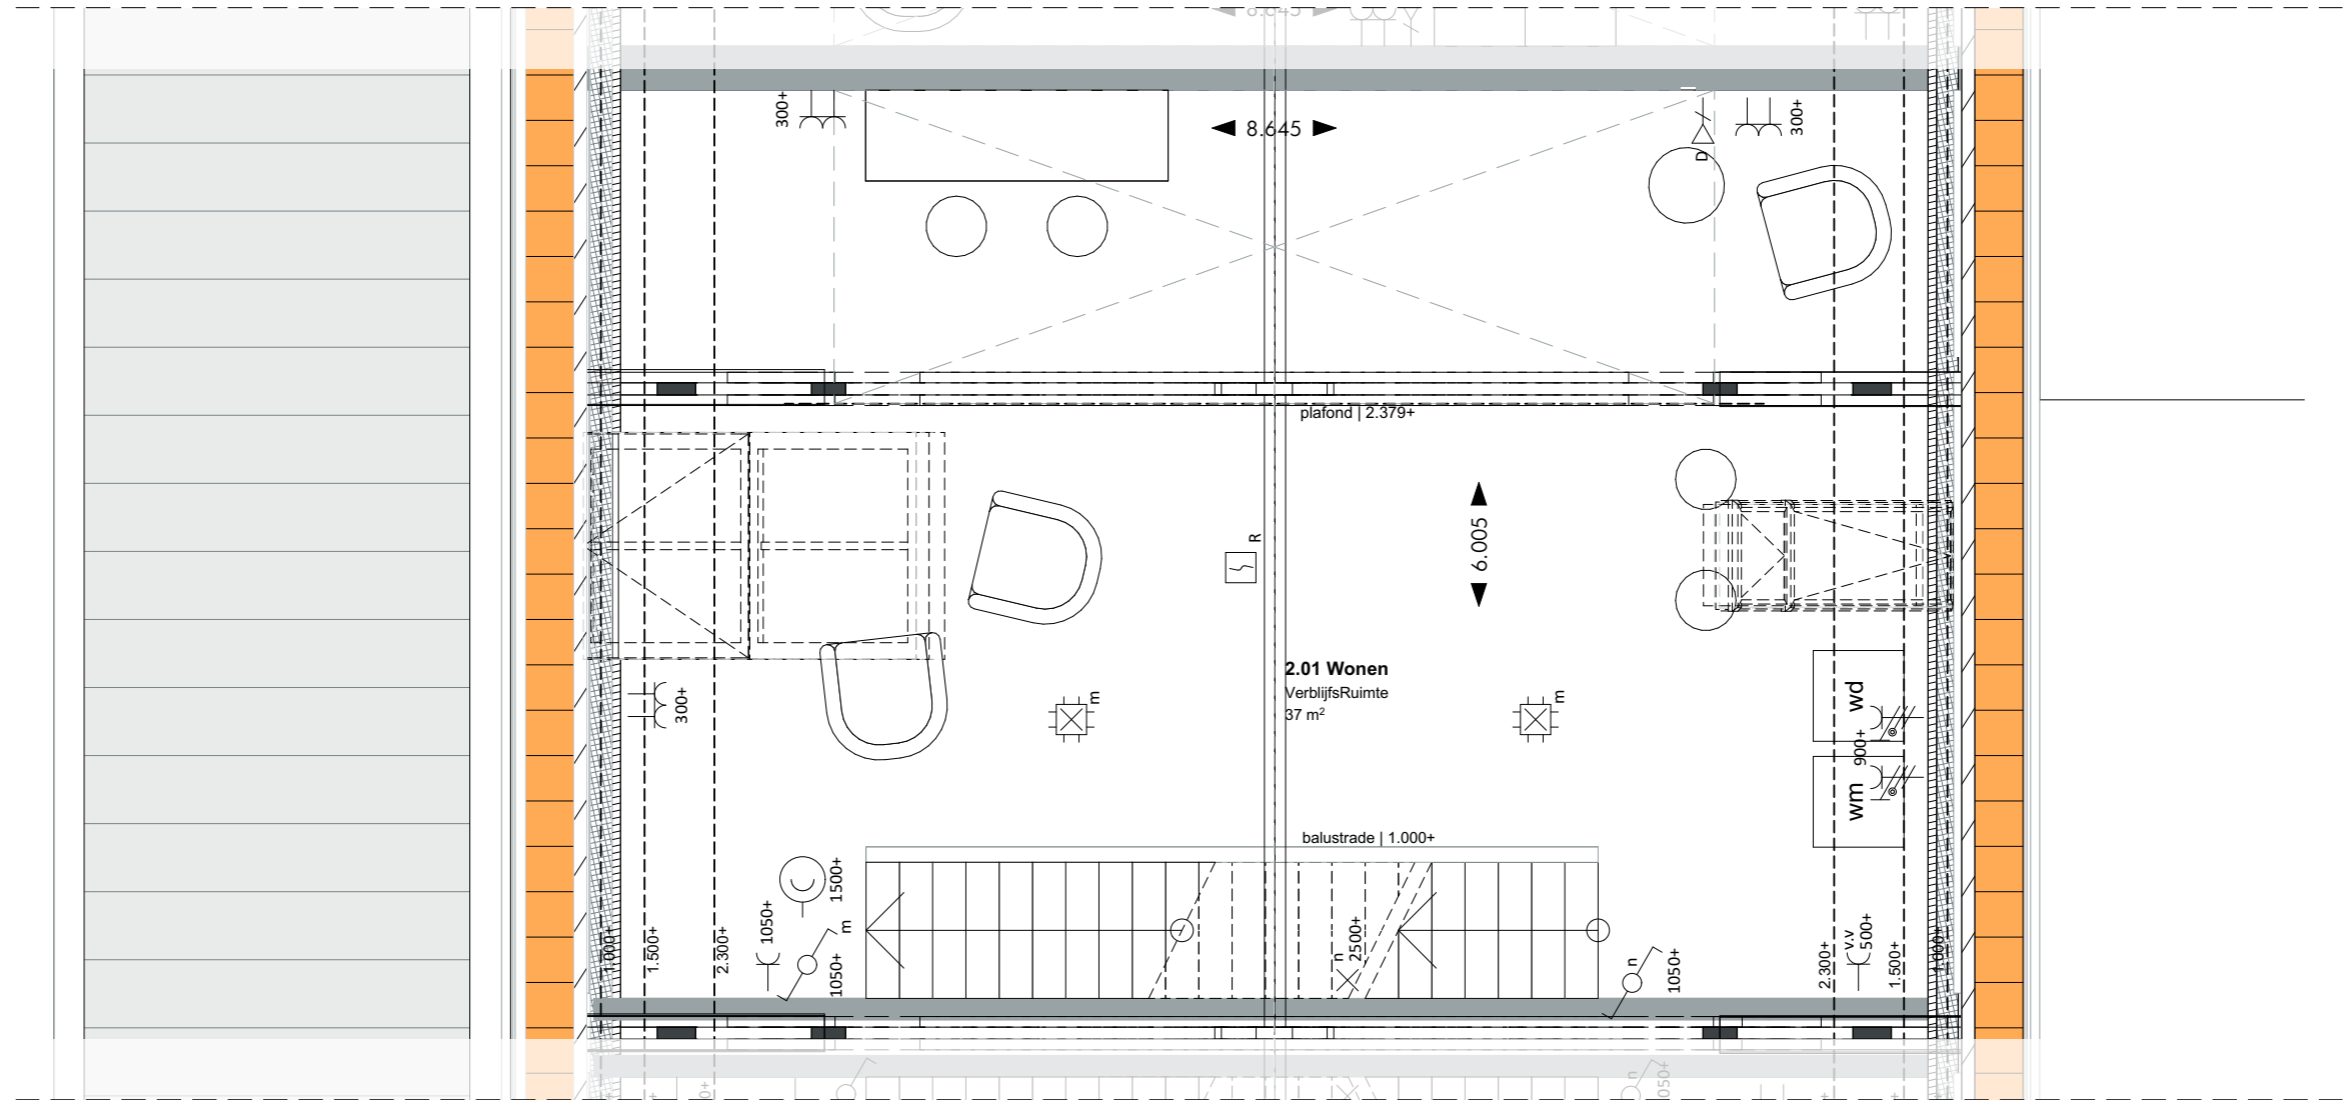 8.645
300+
8.645
D
300+
plafond | 2.379+
R
6.005
2.01 Wonen
VerblijfsRuimte
37 m²
300+
m
m
wd
900+
wm
balustrade | 1.000+
1500+
1050+
m
1050+
1.000+
1.500+
2.300+
n
2500+
n
1050+
2.300+
v.v
500+
1.500+
1.000+
n